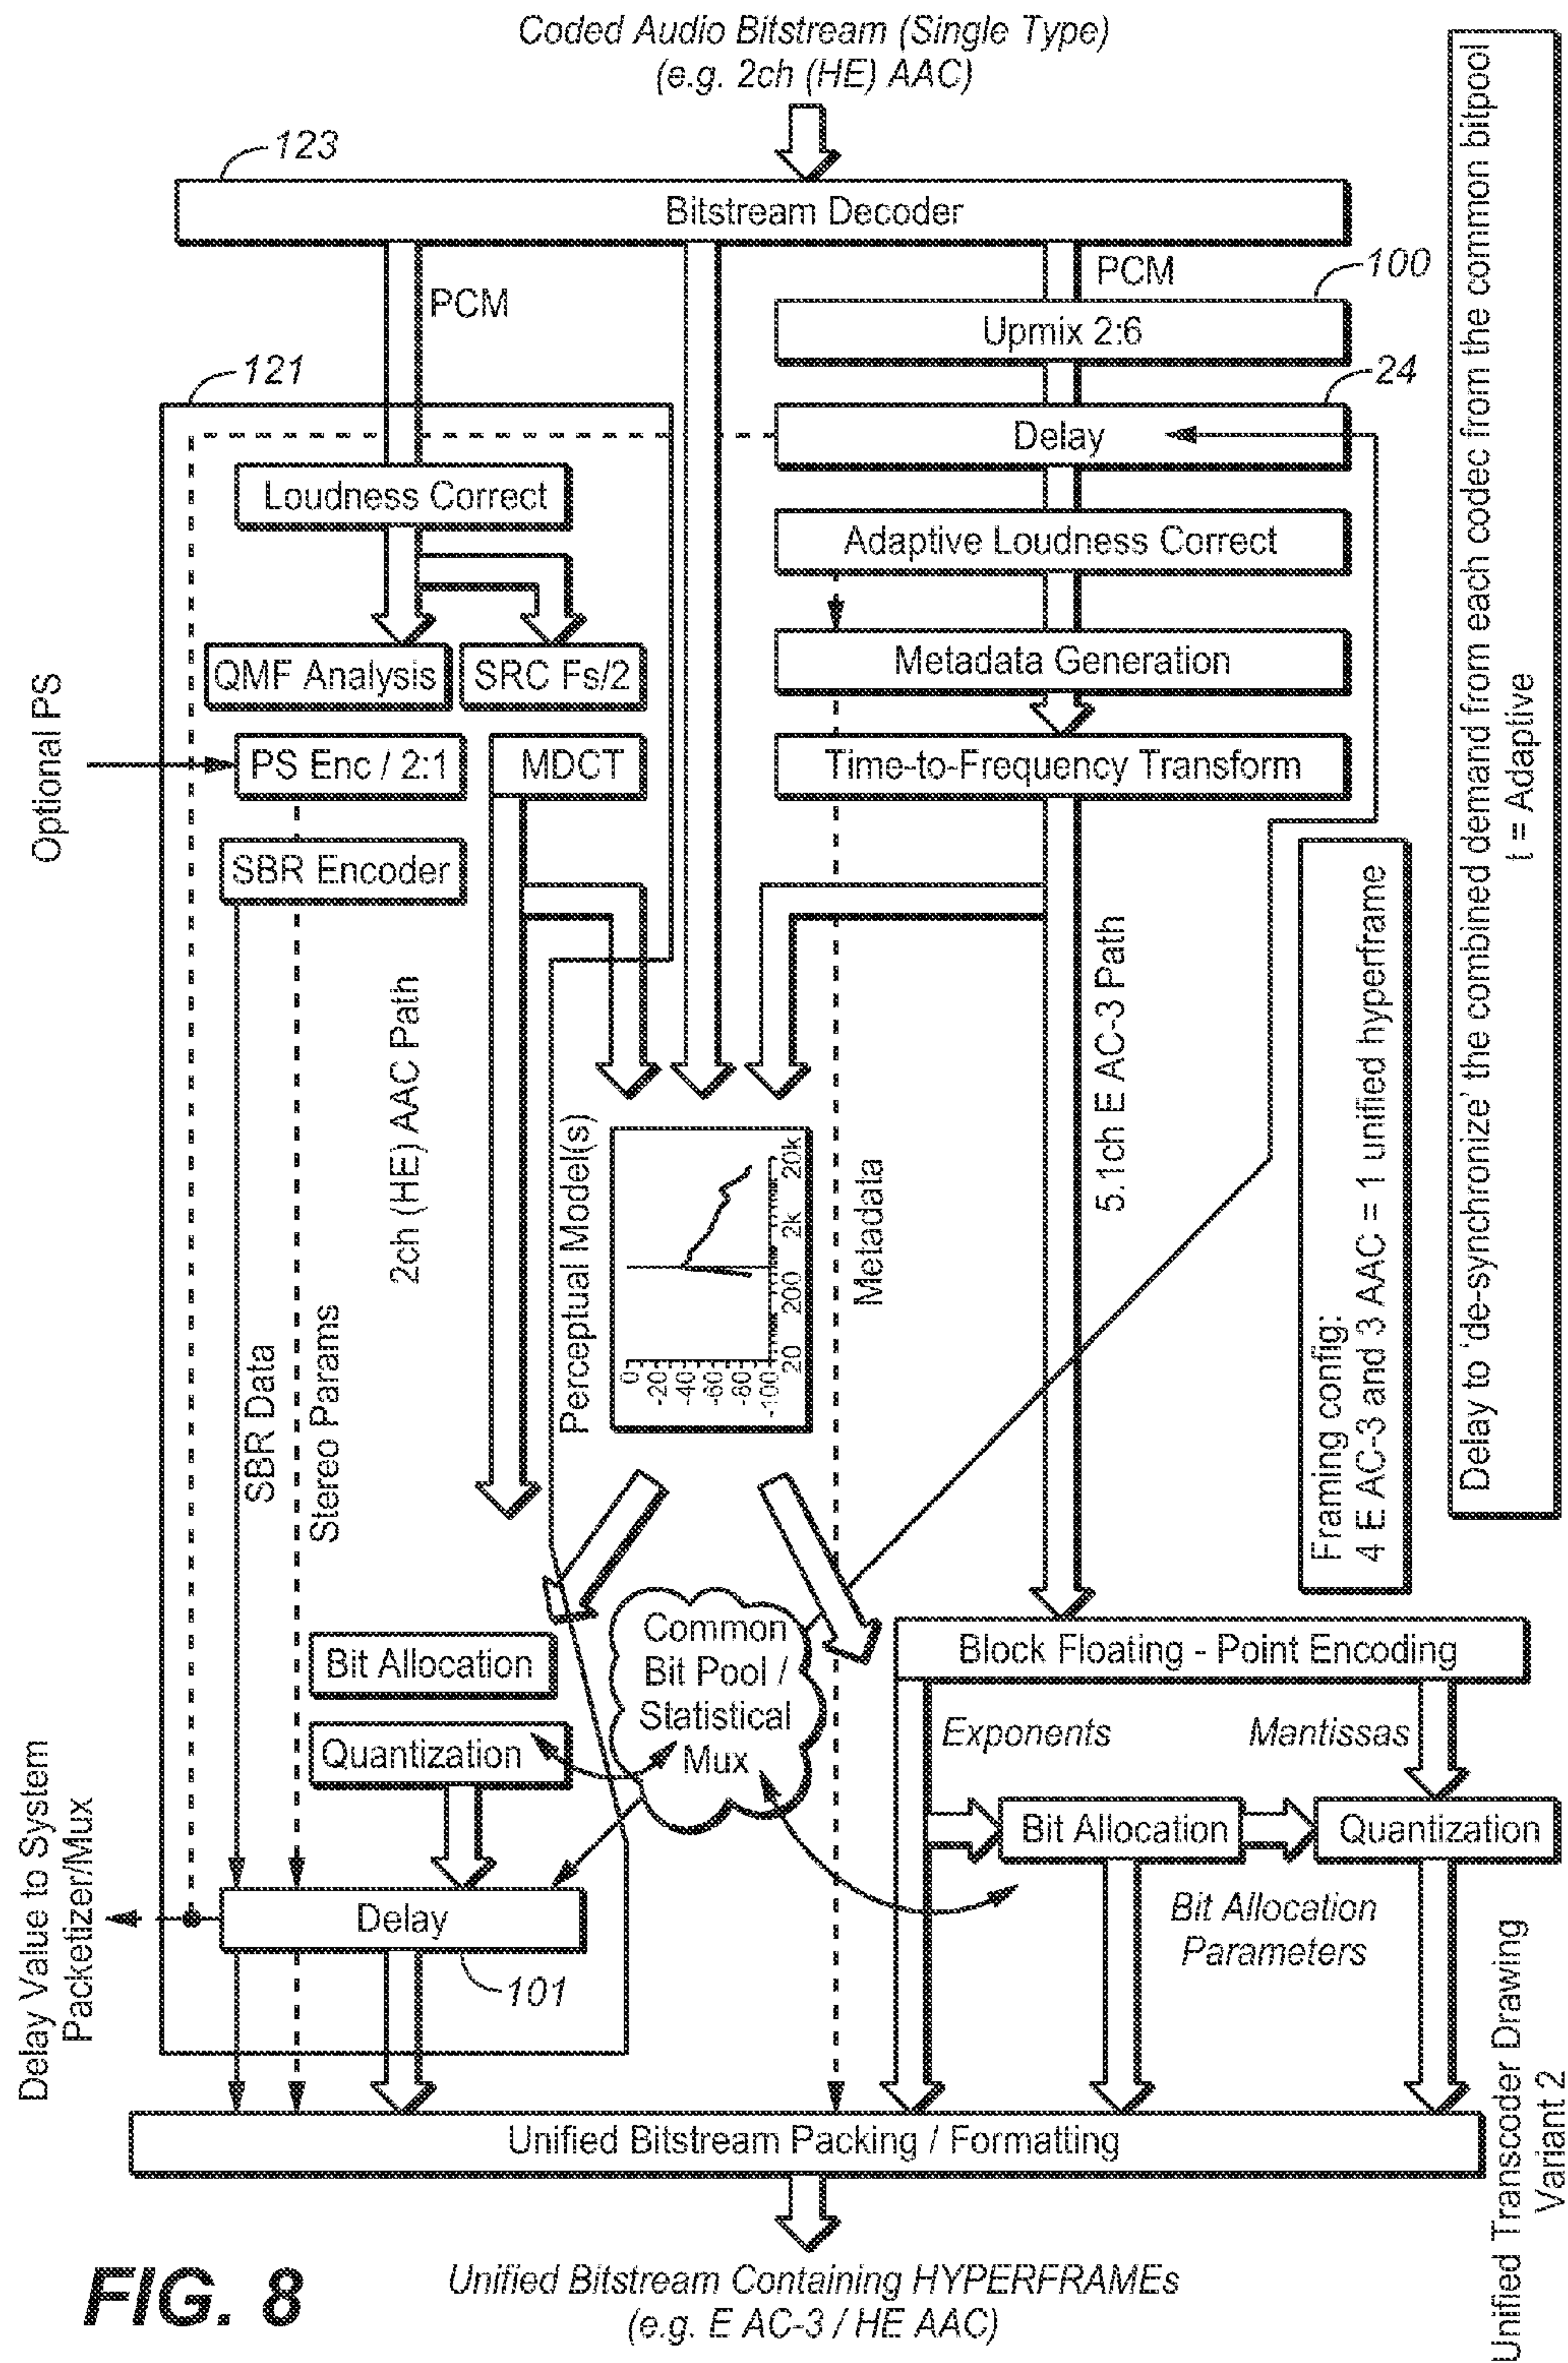 Coded Audio Bitstream (Single Type)
(e.g. 2ch (HE) AAC)
123
Bitstream Decoder
PCM
PCM
100
Upmix 2:6
121
24
Delay
Loudness Correct
Adaptive Loudness Correct
QMF Analysis
SRC Fs/2
Metadata Generation
Optional PS
PS Enc / 2:1
MDCT
Time-to-Frequency Transform
SBR Encoder
2ch (HE) AAC Path
5.1ch E AC-3 Path
Perceptual Model(s)
0
-20
-40
-60
-80
-100
20
200
2k
20k
Metadata
SBR Data
Stereo Params
Framing config:
4 E AC-3 and 3 AAC = 1 unified hyperframe
Delay to 'de-synchronize' the combined demand from each codec from the common bitpool
t = Adaptive
Common
Bit Pool /
Statistical
Mux
Bit Allocation
Quantization
Block Floating - Point Encoding
Exponents
Mantissas
Bit Allocation
Quantization
Bit Allocation
Parameters
Delay Value to System
Packetizer/Mux
Delay
101
Unified Bitstream Packing / Formatting
Unified Transcoder Drawing
Variant 2
FIG. 8
Unified Bitstream Containing HYPERFRAMEs
(e.g. E AC-3 / HE AAC)